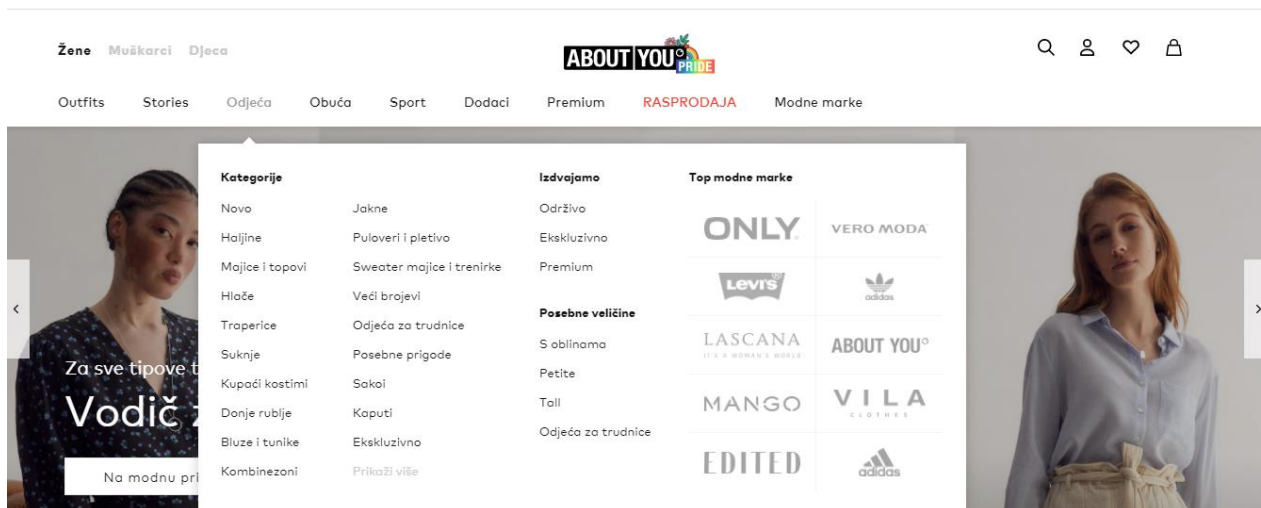 Žene Muškarci Djeca
ABOUT YOU°
PRIDE
Outfits Stories Odjeća Obuća Sport Dodaci Premium RASPRODAJA Modne marke
Kategorije
Novo
Haljine
Majice i topovi
Hlače
Traperice
Suknje
Kupaći kostimi
Donje rublje
Bluze i tunike
Kombinezoni
Jakne
Puloveri i pletivo
Sweater majice i trenirke
Veći brojevi
Odjeća za trudnice
Posebne prigode
Sakoi
Kaputi
Ekskluzivno
Prikaži više
Izdvajamo
Održivo
Ekskluzivno
Premium
Posebne veličine
S oblinama
Petite
Tall
Odjeća za trudnice
Top modne marke
ONLY
VERO MODA
LEVI'S
adidas
LASCANA
IT'S A WOMAN'S WORLD
ABOUT YOU°
MANGO
VILA
CLOTHES
EDITED
adidas
Za sve tipove t
Vodič z
Na modnu pri